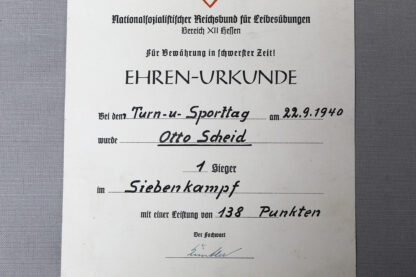 Nationalsozialistischer Reichsbund für Leibesübungen
Bereich XII Hessen
Für Bewährung in schwerster Zeit!
EHREN-URKUNDE
Bei dem Turn-u-Sporttag am 22.9.1940
wurde Otto Scheid
1 Sieger
im Siebenkampf
mit einer Leistung von 138 Punkten
Der Fachwart